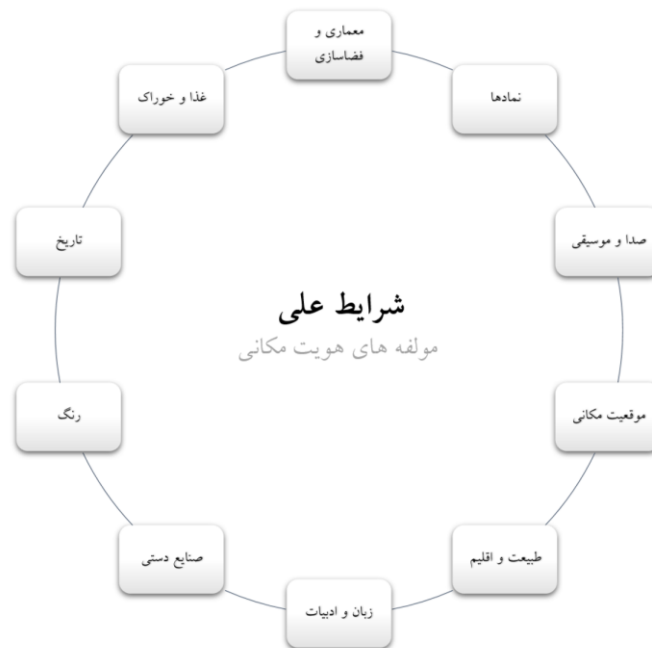 معماری و
فضاسازی
نمادها
صدا و موسیقی
موقعیت مکانی
طبیعت و اقلیم
زبان و ادبیات
صنایع دستی
رنگ
تاریخ
غذا و خوراک
شرایط علی
مولفه های هویت مکانی